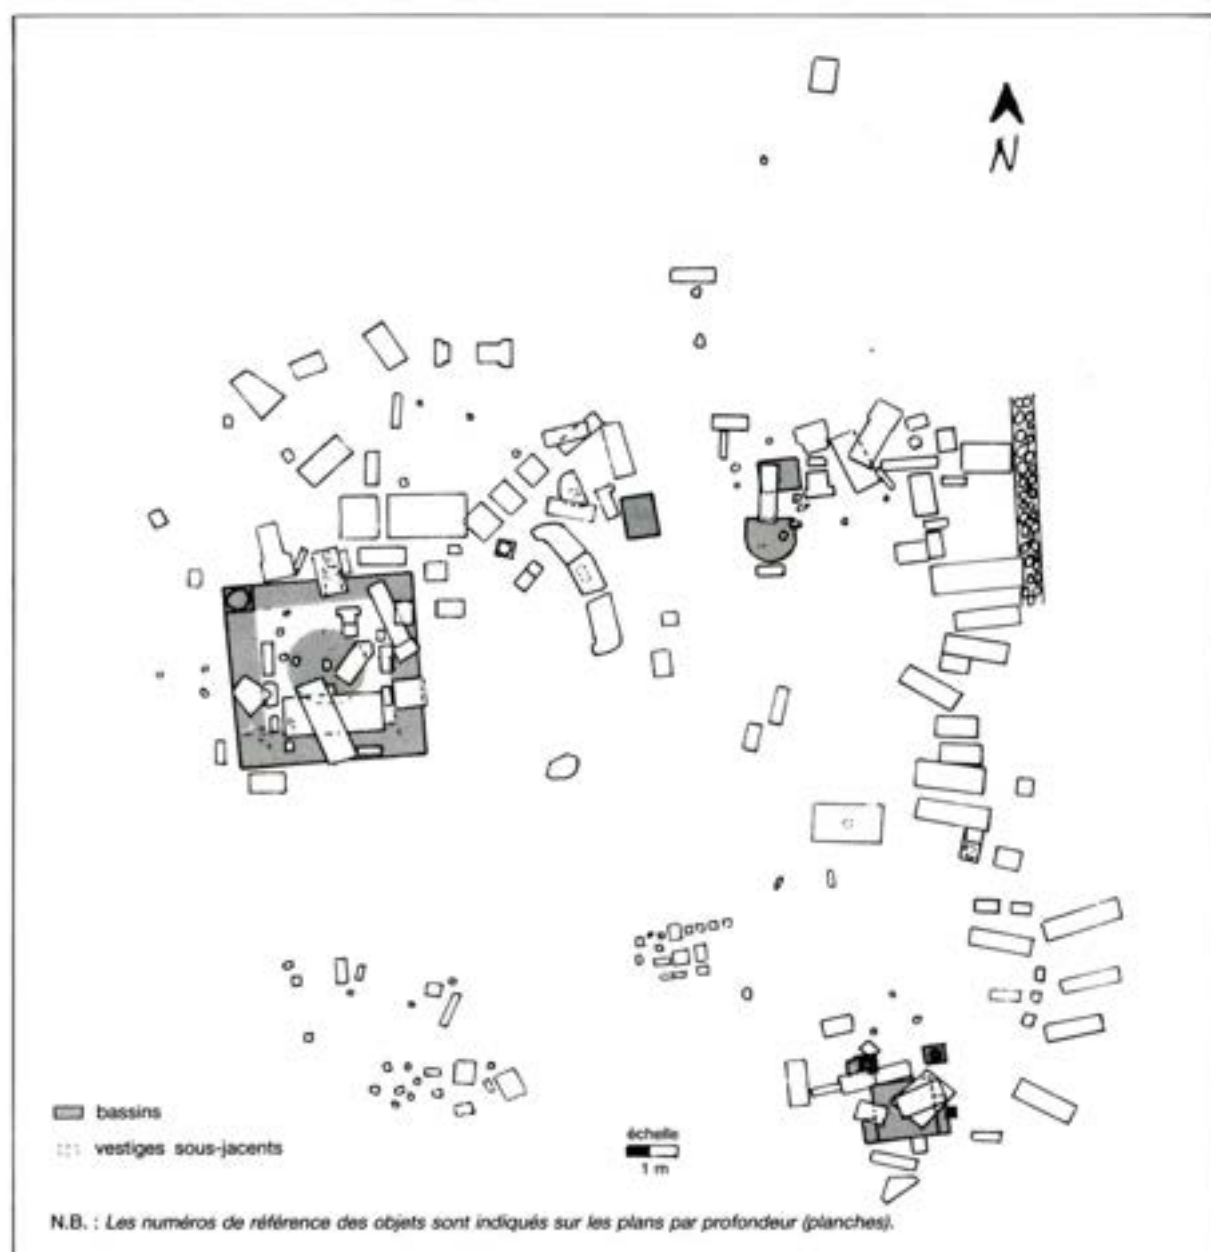 N
bassins
vestiges sous-jacents
échelle
1 m
N.B. : Les numéros de référence des objets sont indiqués sur les plans par profondeur (planches).